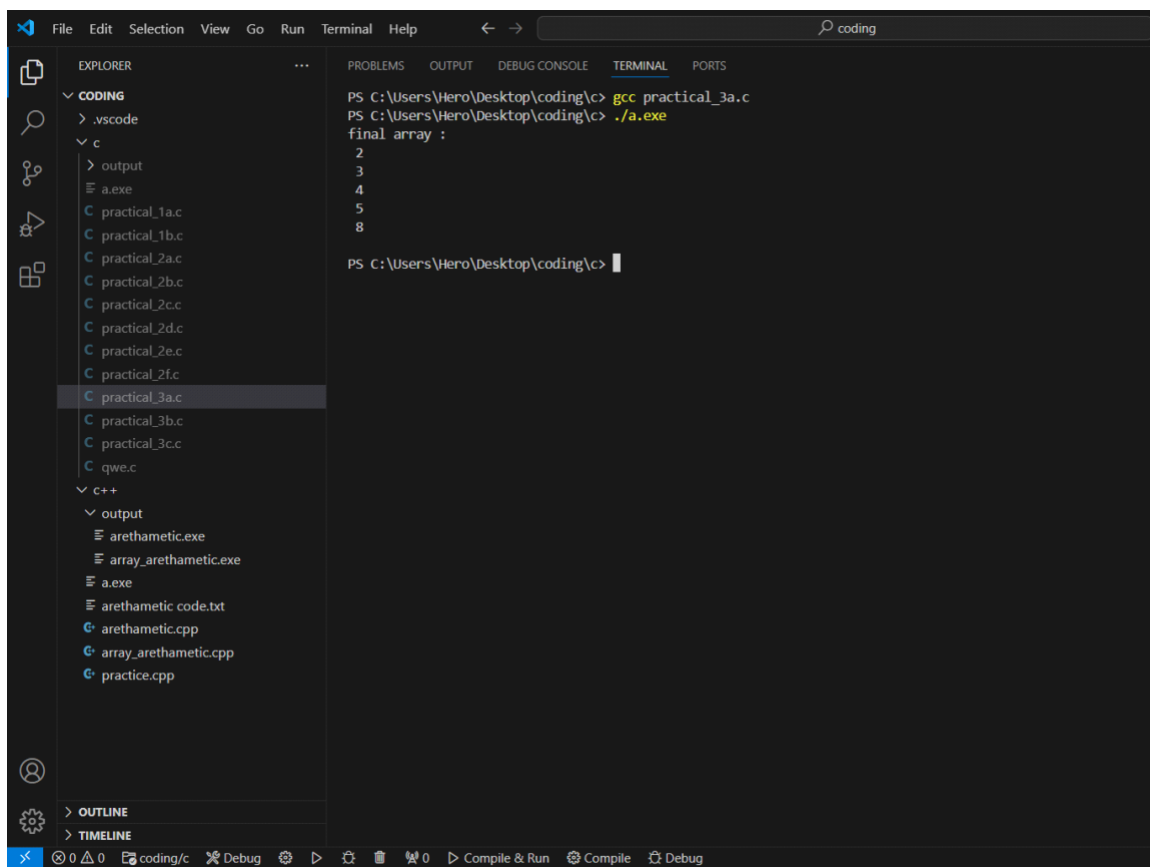 File Edit Selection View Go Run Terminal Help
coding
EXPLORER
CODING
.vscode
c
output
a.exe
practical_1a.c
practical_1b.c
practical_2a.c
practical_2b.c
practical_2c.c
practical_2d.c
practical_2e.c
practical_2f.c
practical_3a.c
practical_3b.c
practical_3c.c
qwe.c
c++
output
arethametic.exe
array_arethametic.exe
a.exe
arethametic code.txt
arethametic.cpp
array_arethametic.cpp
practice.cpp
OUTLINE
TIMELINE
PROBLEMS OUTPUT DEBUG CONSOLE TERMINAL PORTS
PS C:\Users\Hero\Desktop\coding\c> gcc practical_3a.c
PS C:\Users\Hero\Desktop\coding\c> ./a.exe
final array :
2
3
4
5
8
PS C:\Users\Hero\Desktop\coding\c>
0 0 coding/c Debug 0 Compile & Run Compile Debug